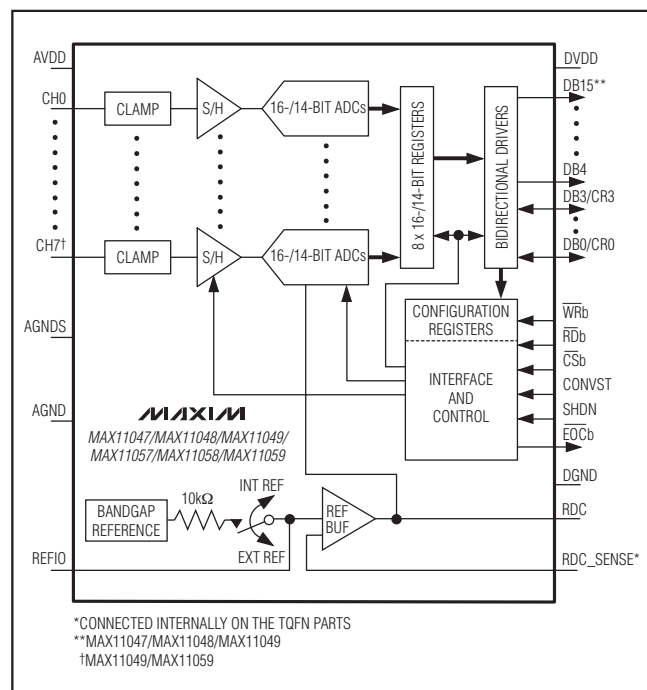 AVDD
DVDD
CH0
CLAMP
S/H
16-/14-BIT ADCs
8 x 16-/14-BIT REGISTERS
BIDIRECTIONAL DRIVERS
DB15**
DB4
DB3/CR3
DB0/CR0
CH7†
CLAMP
S/H
16-/14-BIT ADCs
CONFIGURATION
REGISTERS
INTERFACE
AND
CONTROL
WRb
RDb
CSb
CONVST
SHDN
EOCb
AGNDS
AGND
MAXIM
MAX11047/MAX11048/MAX11049/
MAX11057/MAX11058/MAX11059
DGND
BANDGAP
REFERENCE
10kΩ
INT REF
EXT REF
REF
BUF
RDC
REFIO
RDC_SENSE*
*CONNECTED INTERNALLY ON THE TQFN PARTS
**MAX11047/MAX11048/MAX11049
†MAX11049/MAX11059